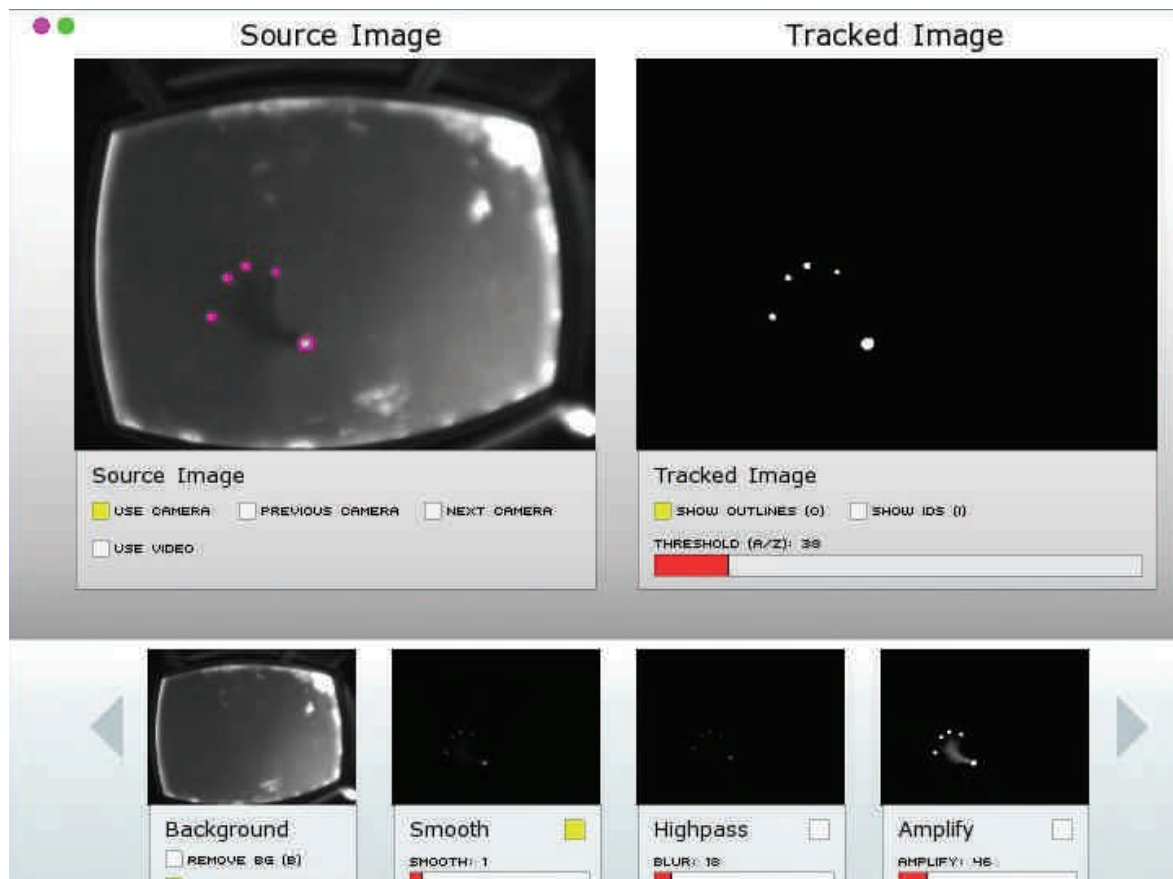 Source Image
Tracked Image
Source Image
USE CAMERA PREVIOUS CAMERA NEXT CAMERA
USE VIDEO
Tracked Image
SHOW OUTLINES (O) SHOW IDS (I)
THRESHOLD (A/Z): 38
Background
REMOVE BG (B)
Smooth
SMOOTH: 1
Highpass
BLUR: 18
Amplify
AMPLIFY: 46